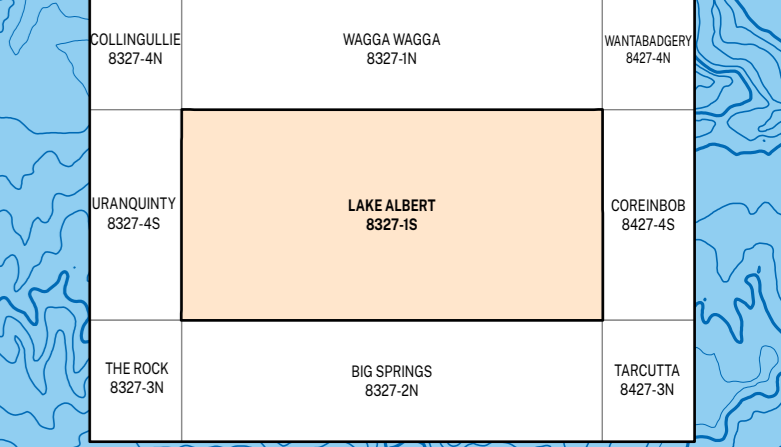 COLLINGULLIE
8327-4N
WAGGA WAGGA
8327-1N
WANTABADGERY
8427-4N
URANQUINTY
8327-4S
LAKE ALBERT
8327-1S
COREINBOB
8427-4S
THE ROCK
8327-3N
BIG SPRINGS
8327-2N
TARCUTTA
8427-3N